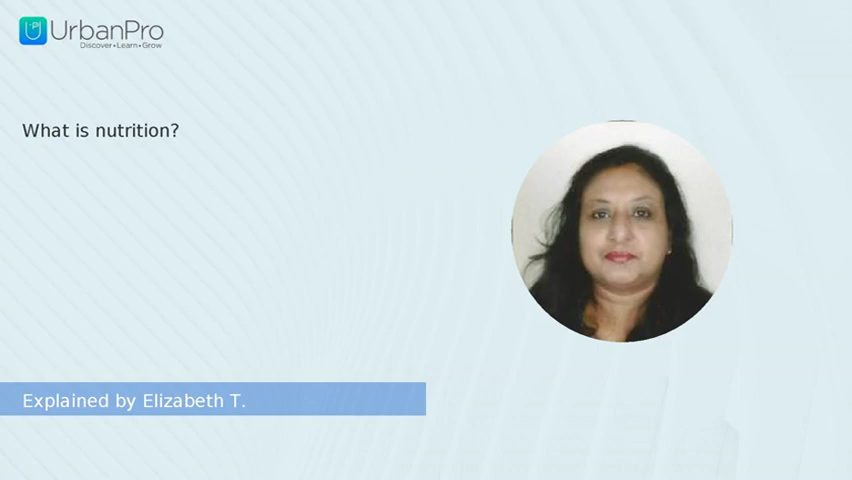 UrbanPro
Discover•Learn•Grow
What is nutrition?
Explained by Elizabeth T.